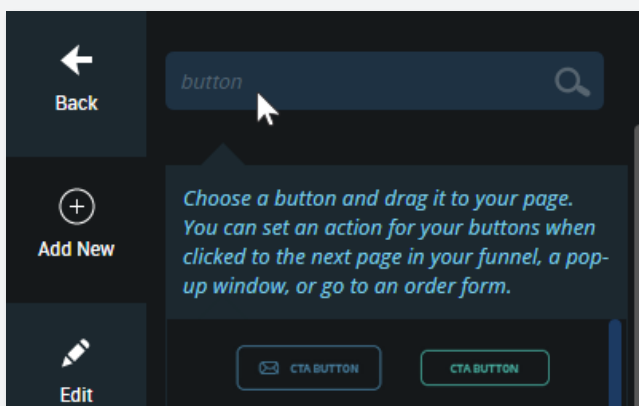 Back
button
Add New
Choose a button and drag it to your page.
You can set an action for your buttons when
clicked to the next page in your funnel, a pop-
up window, or go to an order form.
Edit
CTA BUTTON
CTA BUTTON